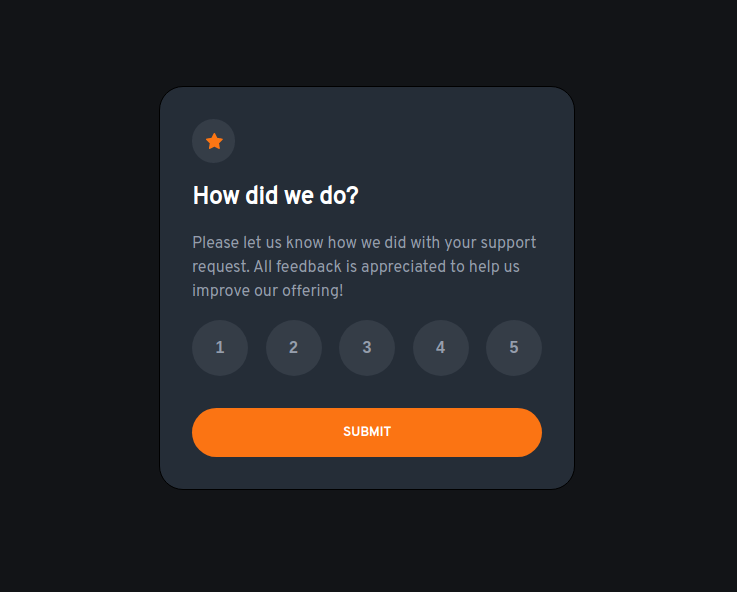 How did we do?
Please let us know how we did with your support
request. All feedback is appreciated to help us
improve our offering!
1 2 3 4 5
SUBMIT